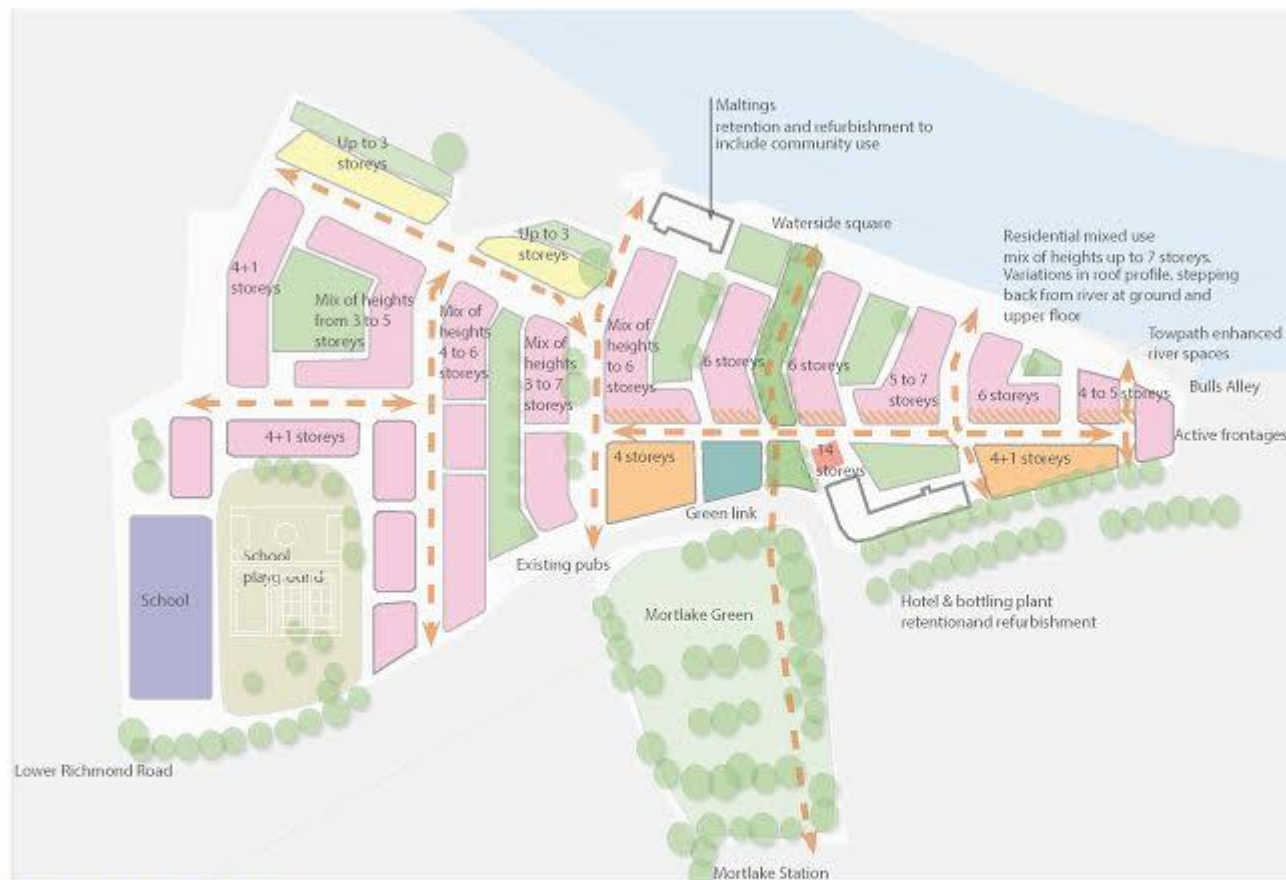 Maltings
retention and refurbishment to
include community use
Up to 3
storeys
Waterside square
Up to 3
storeys
Residential mixed use
mix of heights up to 7 storeys.
Variations in roof profile, stepping
back from river at ground and
upper floor
4+1
storeys
Mix of heights
from 3 to 5
storeys
Mix of
heights
4 to 6
storeys
Mix of
heights
3 to 7
storeys
Mix of
heights
to 6
storeys
6 storeys
6 storeys
5 to 7
storeys
6 storeys
4 to 5 storeys
Towpath enhanced
river spaces
Bulls Alley
Active frontages
4+1 storeys
4 storeys
14
storeys
4+1 storeys
Green link
Existing pubs
School
playground
School
Mortlake Green
Hotel & bottling plant
retentionand refurbishment
Lower Richmond Road
Mortlake Station